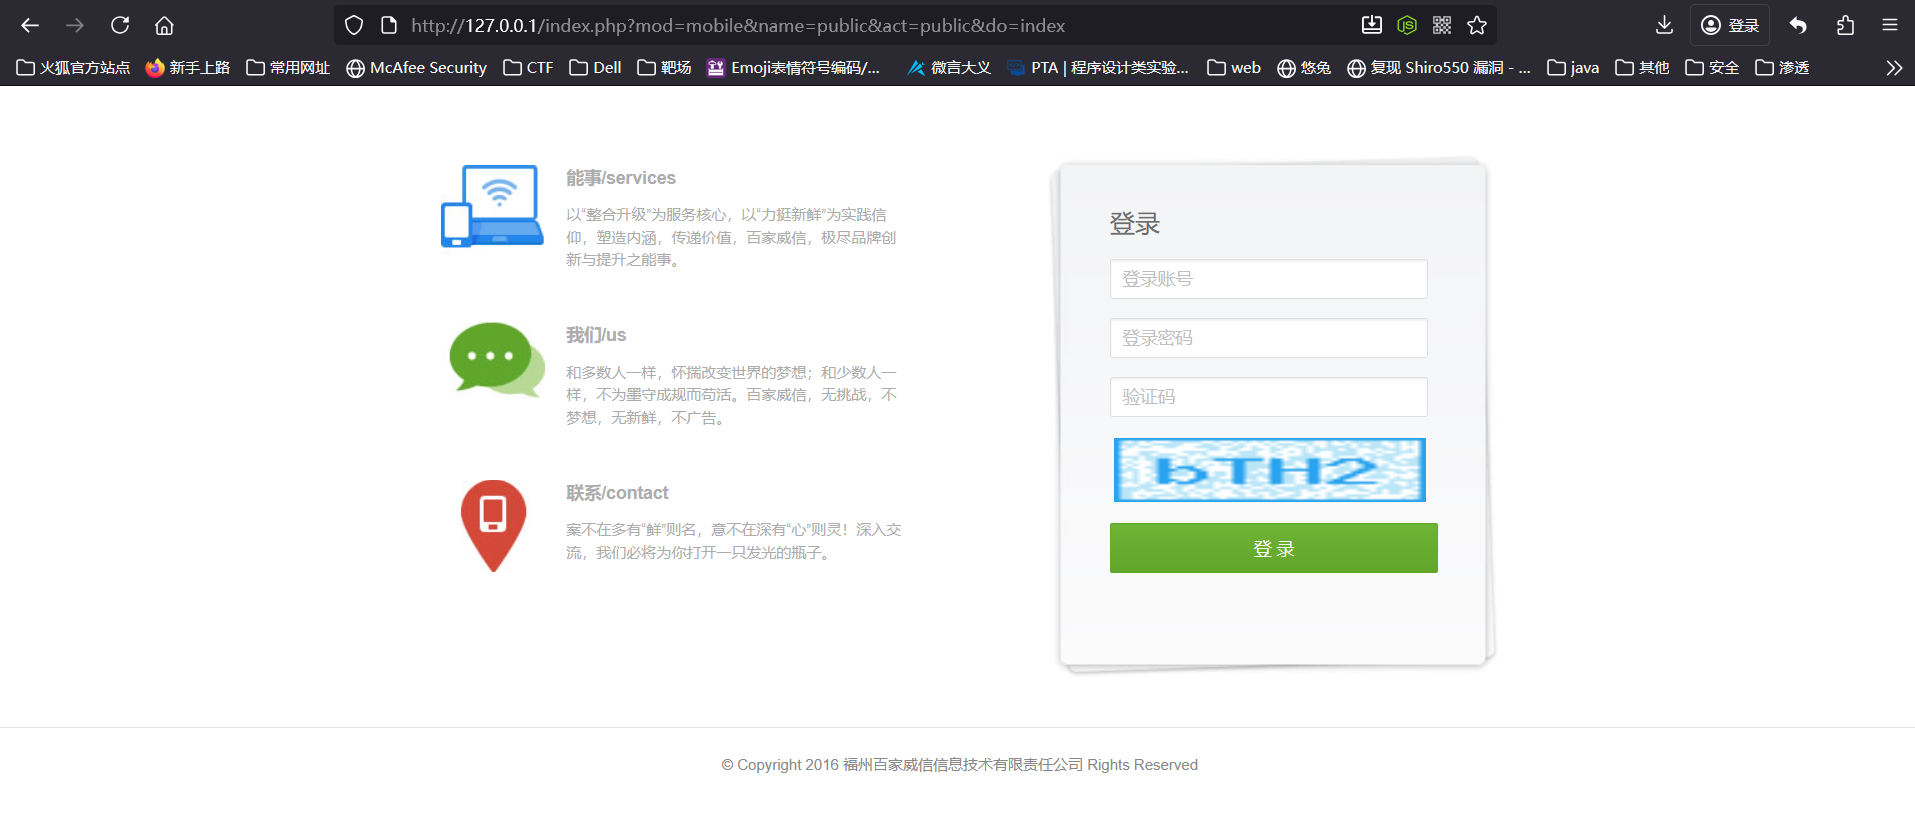 http://127.0.0.1/index.php?mod=mobile&name=public&act=public&do=index
登录
火狐官方站点 新手上路 常用网址 McAfee Security CTF Dell 靶场 Emoji表情符号编码/... 微言大义 PTA | 程序设计类实验... web 悠兔 复现 Shiro550 漏洞 - ... java 其他 安全 渗透
能事/services
以“整合升级”为服务核心，以“力挺新鲜”为实践信
仰，塑造内涵，传递价值，百家威信，极尽品牌创
新与提升之能事。
我们/us
和多数人一样，怀揣改变世界的梦想；和少数人一
样，不为墨守成规而苟活。百家威信，无挑战，不
梦想，无新鲜，不广告。
联系/contact
案不在多有“鲜”则名，意不在深有“心”则灵！深入交
流，我们必将为你打开一只发光的瓶子。
登录
登录账号
登录密码
验证码
bTH2
登 录
© Copyright 2016 福州百家威信信息技术有限责任公司 Rights Reserved